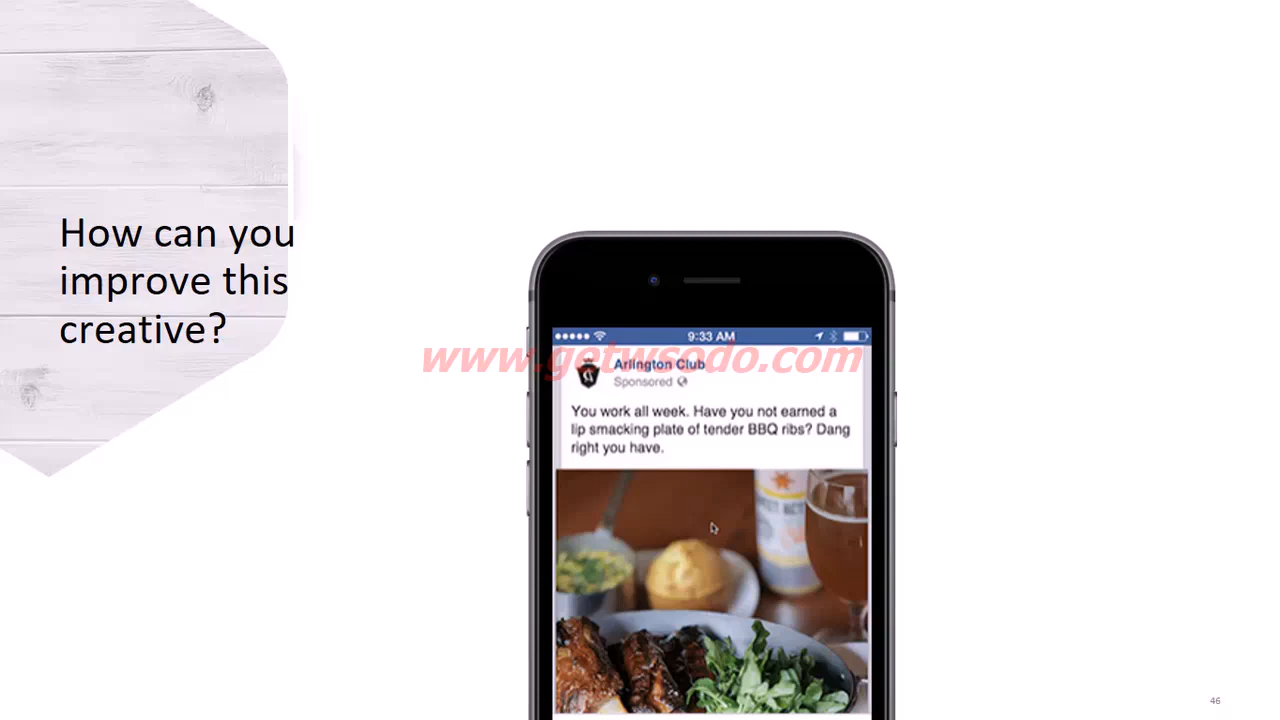 How can you
improve this
creative?
9:33 AM
www.getwsodo.com
Arlington Club
Sponsored
You work all week. Have you not earned a
lip smacking plate of tender BBQ ribs? Dang
right you have.
46